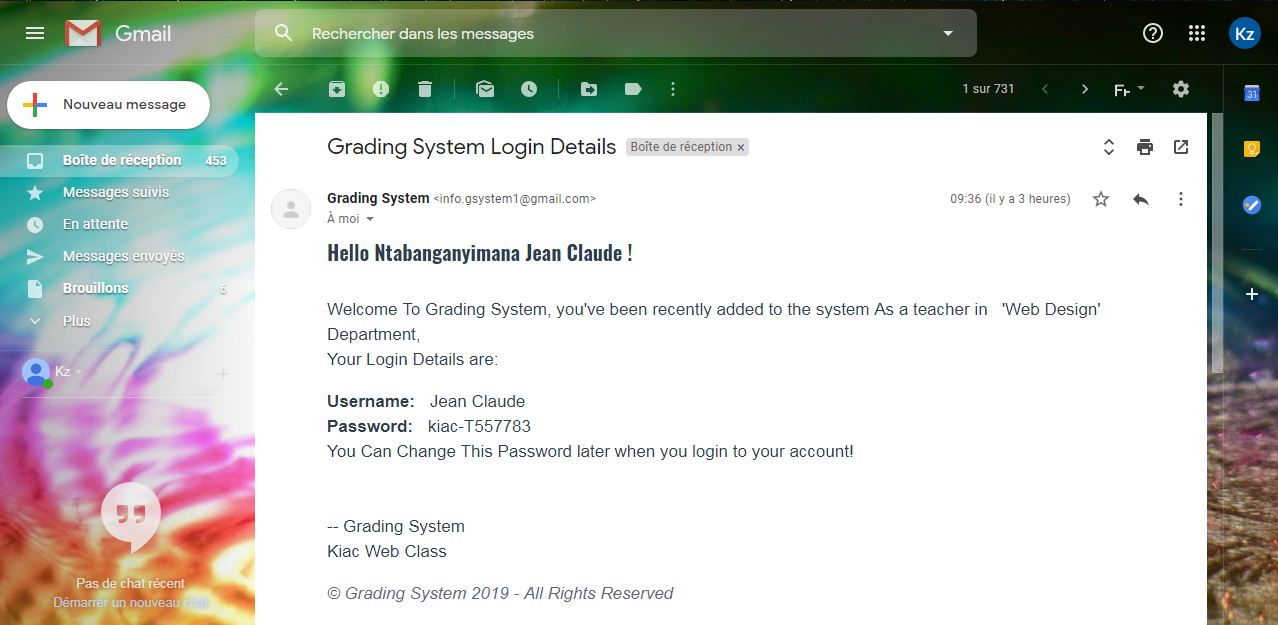 Gmail
Rechercher dans les messages
Kz
Nouveau message
1 sur 731
31
Boîte de réception 453
Messages suivis
En attente
Messages envoyés
Brouillons 6
Plus
Kz
Pas de chat récent
Démarrer un nouveau chat
Grading System Login Details Boîte de réception ×
Grading System <info.gsystem1@gmail.com> 09:36 (il y a 3 heures)
À moi
Hello Ntabanganyimana Jean Claude !
Welcome To Grading System, you've been recently added to the system As a teacher in 'Web Design'
Department,
Your Login Details are:
Username: Jean Claude
Password: kiac-T557783
You Can Change This Password later when you login to your account!
-- Grading System
Kiac Web Class
© Grading System 2019 - All Rights Reserved